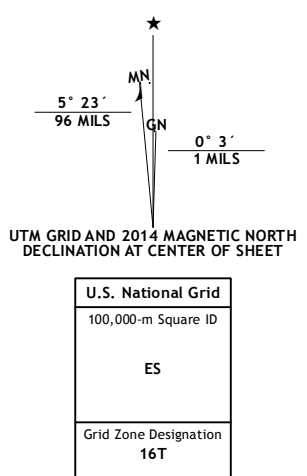 MN
GN
5° 23´
96 MILS
0° 3´
1 MILS
UTM GRID AND 2014 MAGNETIC NORTH
DECLINATION AT CENTER OF SHEET
U.S. National Grid
100,000-m Square ID
ES
Grid Zone Designation
16T